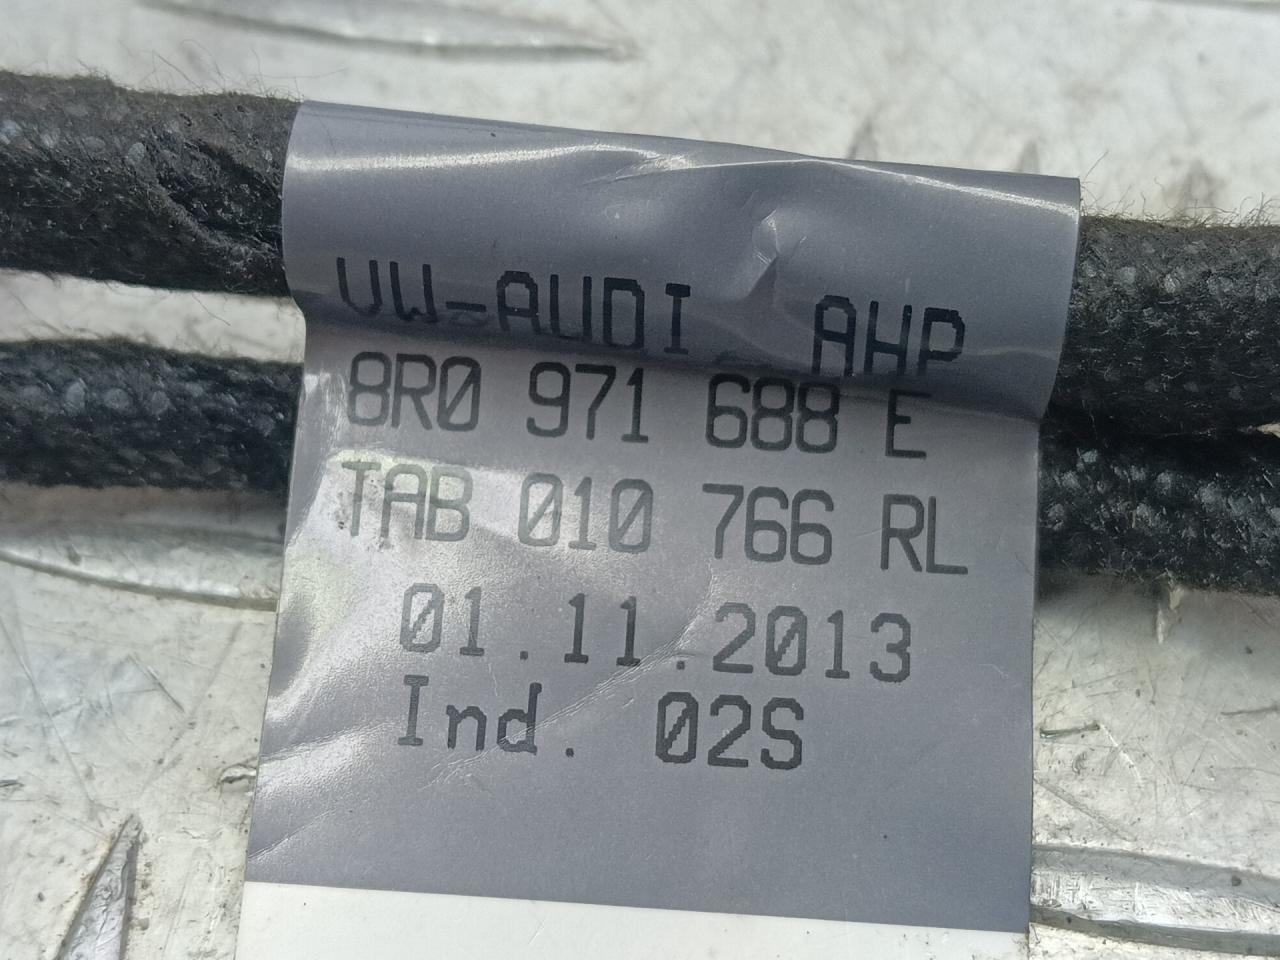 VW-AUDI AHP
8R0 971 688 E
TAB 010 766 RL
01.11.2013
Ind. 02S